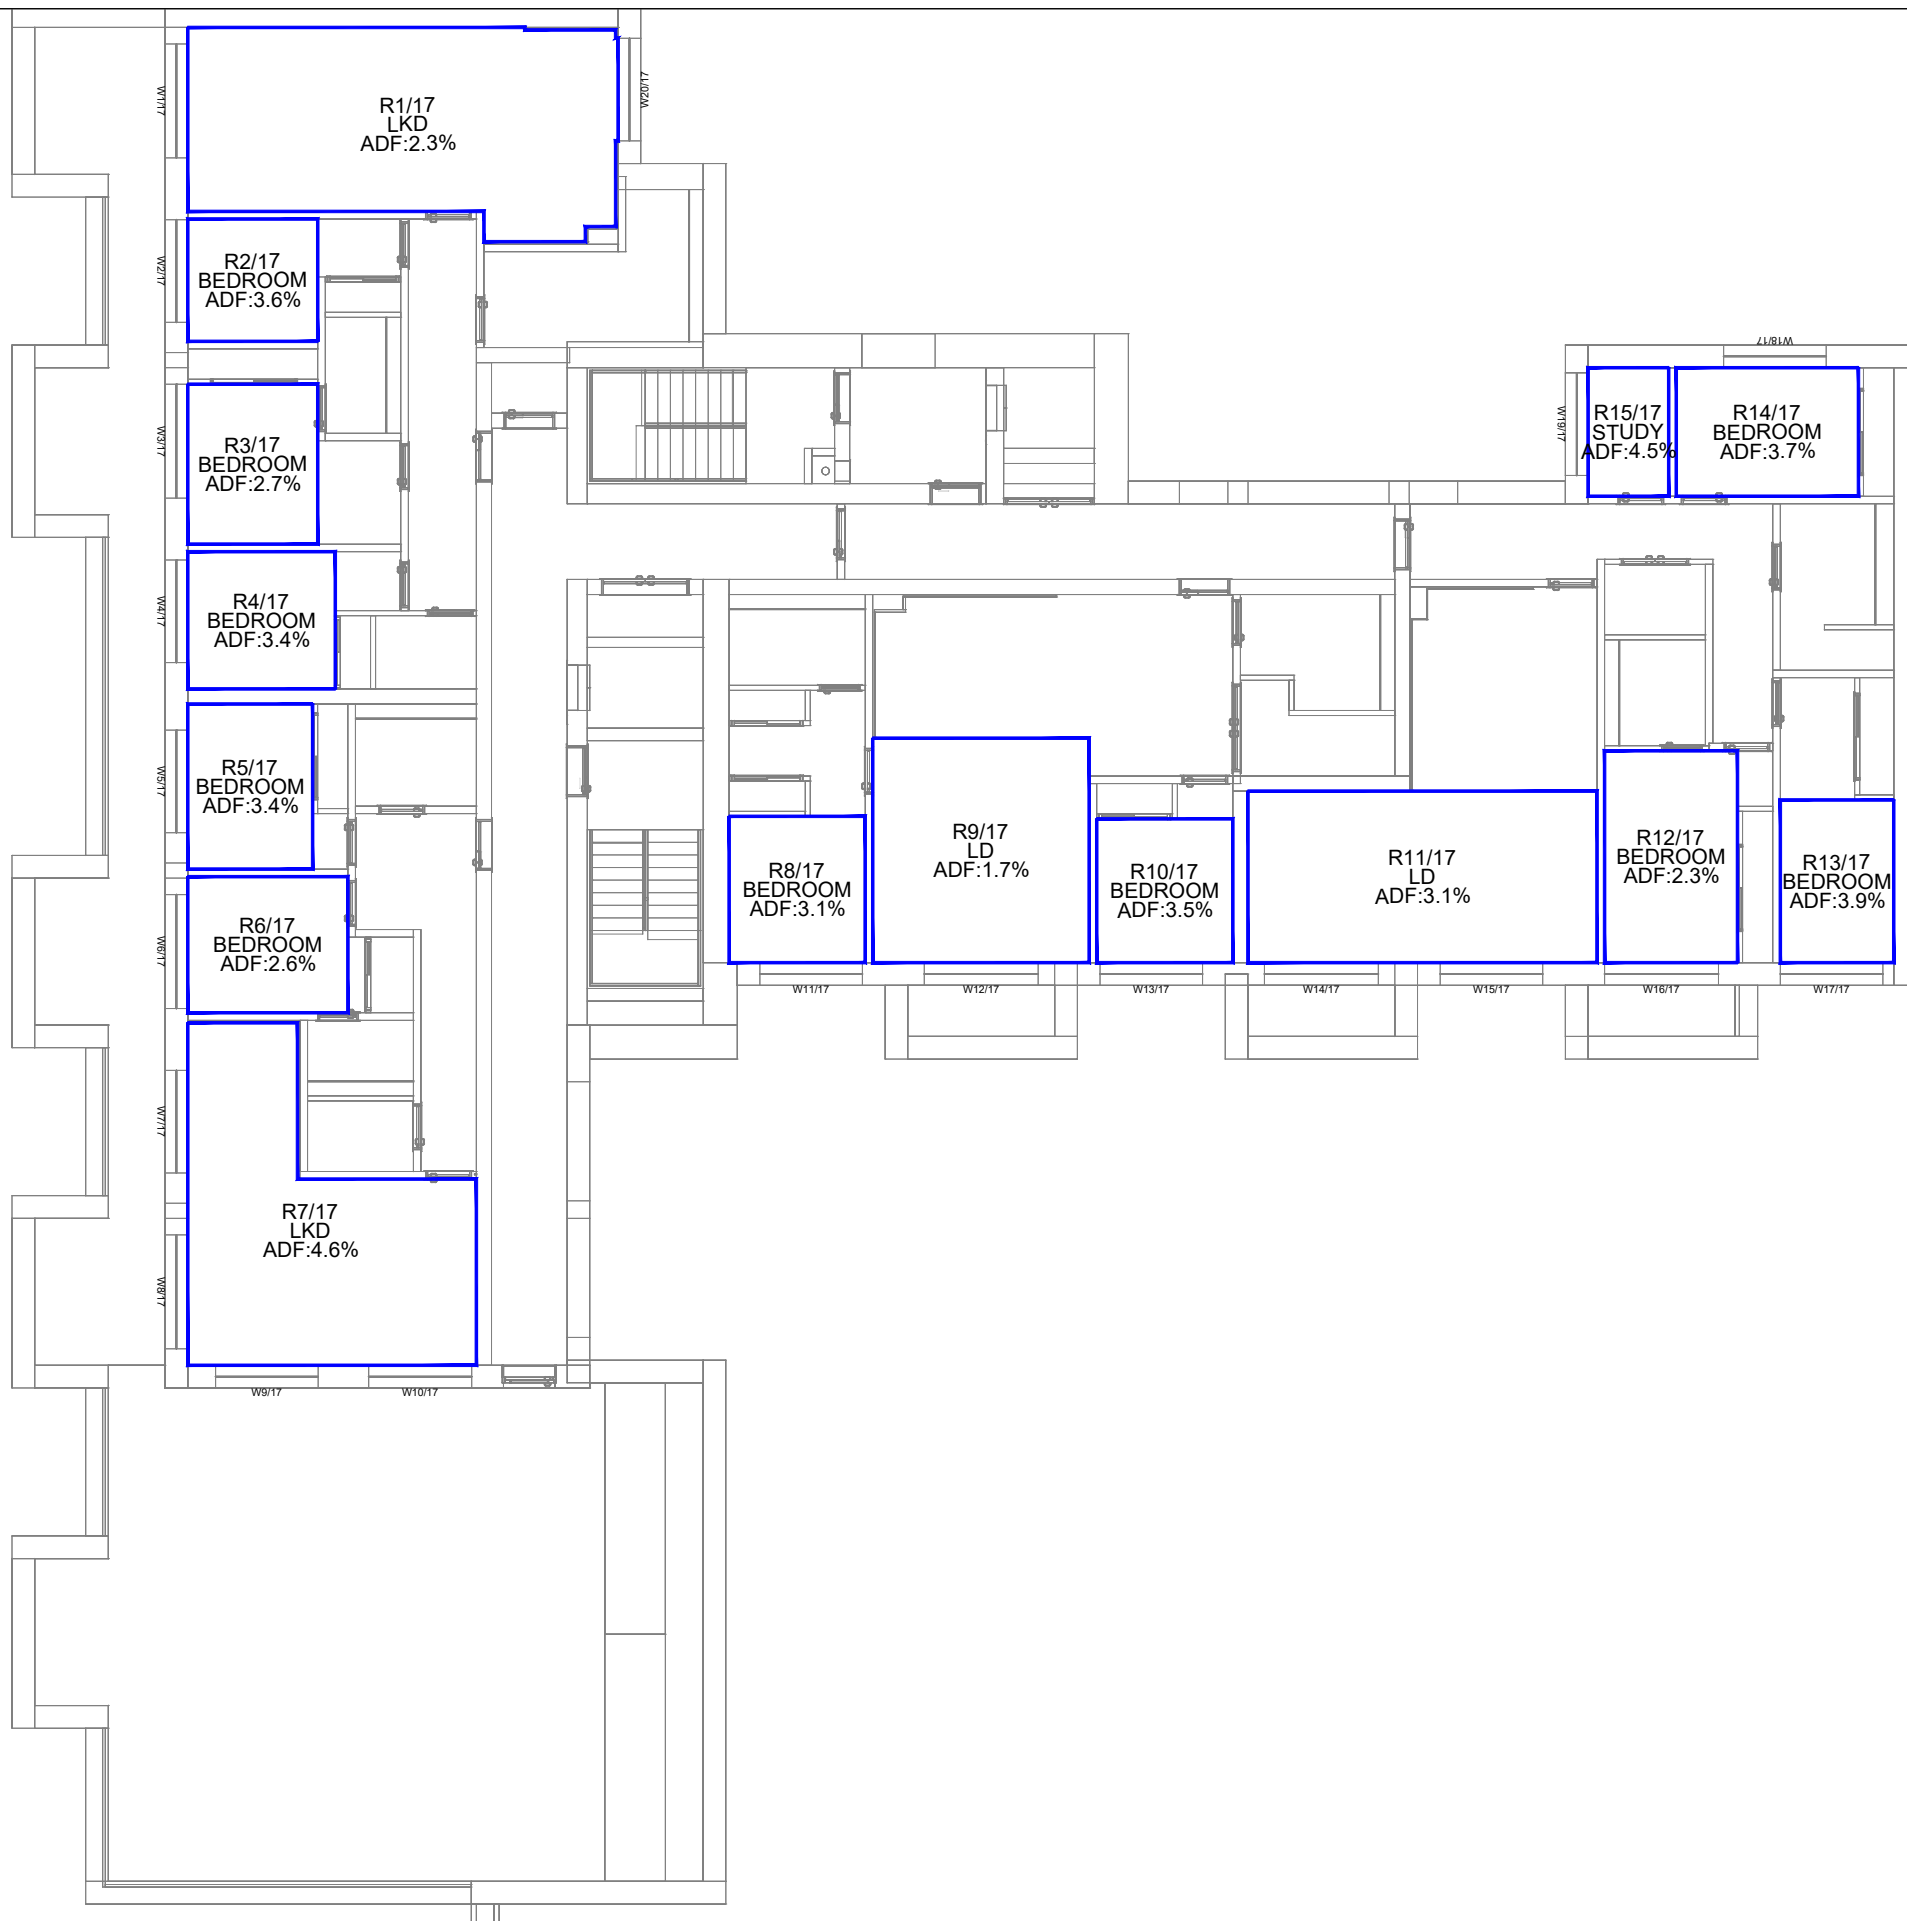 R1/17
LKD
ADF:2.3%
W1/17
W20/17
R2/17
BEDROOM
ADF:3.6%
W2/17
R3/17
BEDROOM
ADF:2.7%
W3/17
R4/17
BEDROOM
ADF:3.4%
W4/17
R5/17
BEDROOM
ADF:3.4%
W5/17
R6/17
BEDROOM
ADF:2.6%
W6/17
R7/17
LKD
ADF:4.6%
W7/17
W8/17
W9/17
W10/17
R8/17
BEDROOM
ADF:3.1%
W11/17
R9/17
LD
ADF:1.7%
W12/17
R10/17
BEDROOM
ADF:3.5%
W13/17
R11/17
LD
ADF:3.1%
W14/17
W15/17
R12/17
BEDROOM
ADF:2.3%
W16/17
R13/17
BEDROOM
ADF:3.9%
W17/17
W18/17
R14/17
BEDROOM
ADF:3.7%
R15/17
STUDY
ADF:4.5%
W19/17